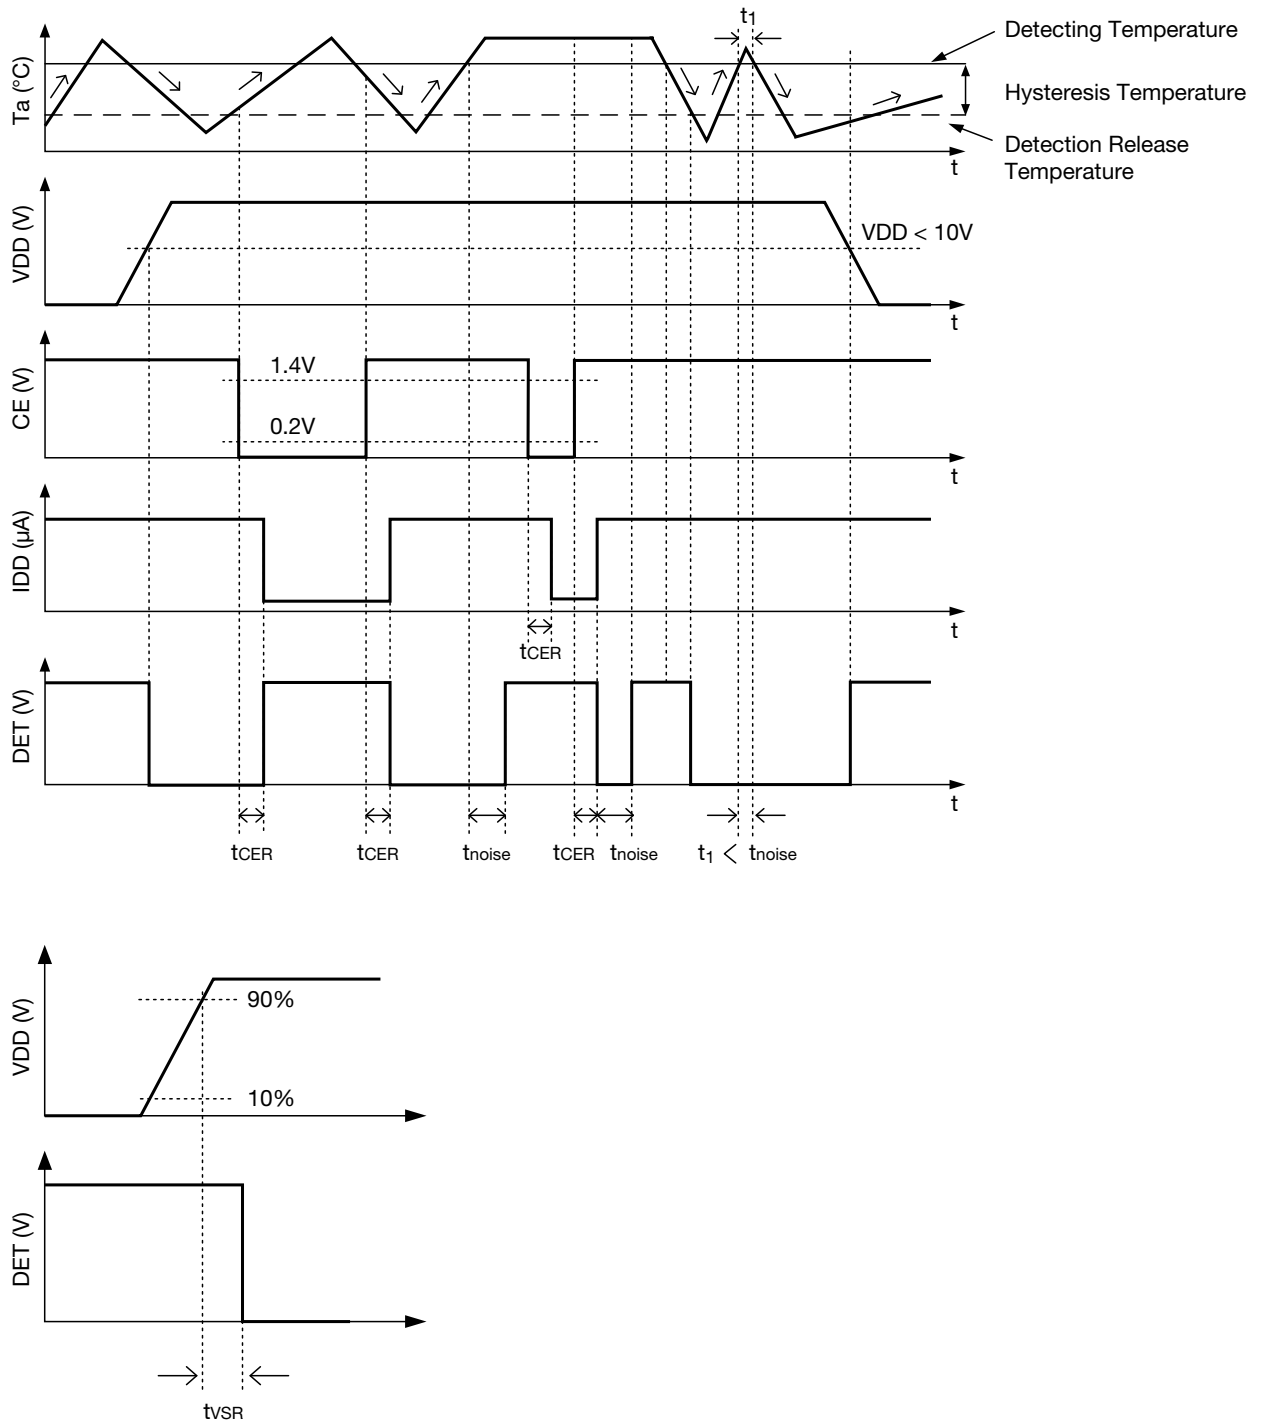 t1
Detecting Temperature
Ta (°C)
Hysteresis Temperature
Detection Release
Temperature
t
VDD (V)
VDD < 10V
t
CE (V)
1.4V
0.2V
t
IDD (µA)
t
tCER
DET (V)
t
tCER
tCER
tnoise
tCER
tnoise
t1 < tnoise
VDD (V)
90%
10%
DET (V)
tVSR